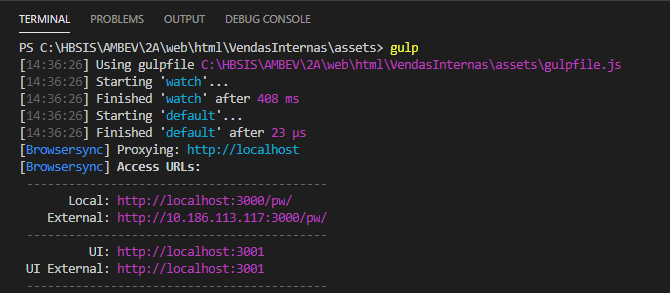 TERMINAL PROBLEMS OUTPUT DEBUG CONSOLE
PS C:\HBSIS\AMBEV\2A\web\html\VendasInternas\assets> gulp
[14:36:26] Using gulpfile C:\HBSIS\AMBEV\2A\web\html\VendasInternas\assets\gulpfile.js
[14:36:26] Starting 'watch'...
[14:36:26] Finished 'watch' after 408 ms
[14:36:26] Starting 'default'...
[14:36:26] Finished 'default' after 23 μs
[Browsersync] Proxying: http://localhost
[Browsersync] Access URLs:
--------------------------------------
Local: http://localhost:3000/pw/
External: http://10.186.113.117:3000/pw/
--------------------------------------
UI: http://localhost:3001
UI External: http://localhost:3001
--------------------------------------